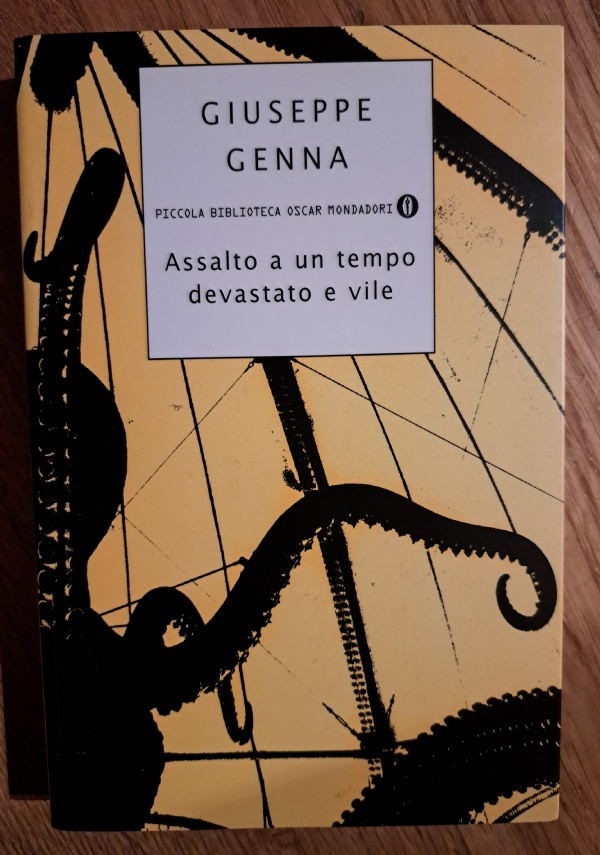 GIUSEPPE
GENNA
PICCOLA BIBLIOTECA OSCAR MONDADORI
Assalto a un tempo
devastato e vile